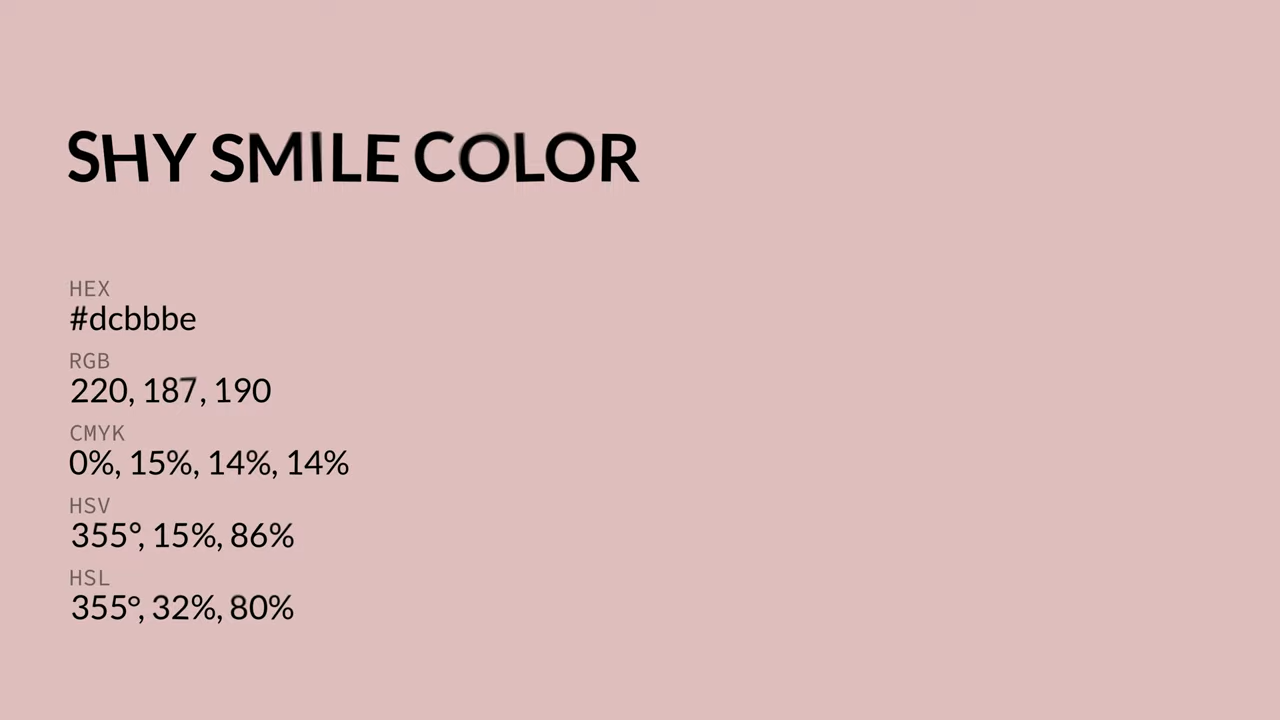 SHY SMILE COLOR
HEX
#dcbbbe
RGB
220, 187, 190
CMYK
0%, 15%, 14%, 14%
HSV
355°, 15%, 86%
HSL
355°, 32%, 80%